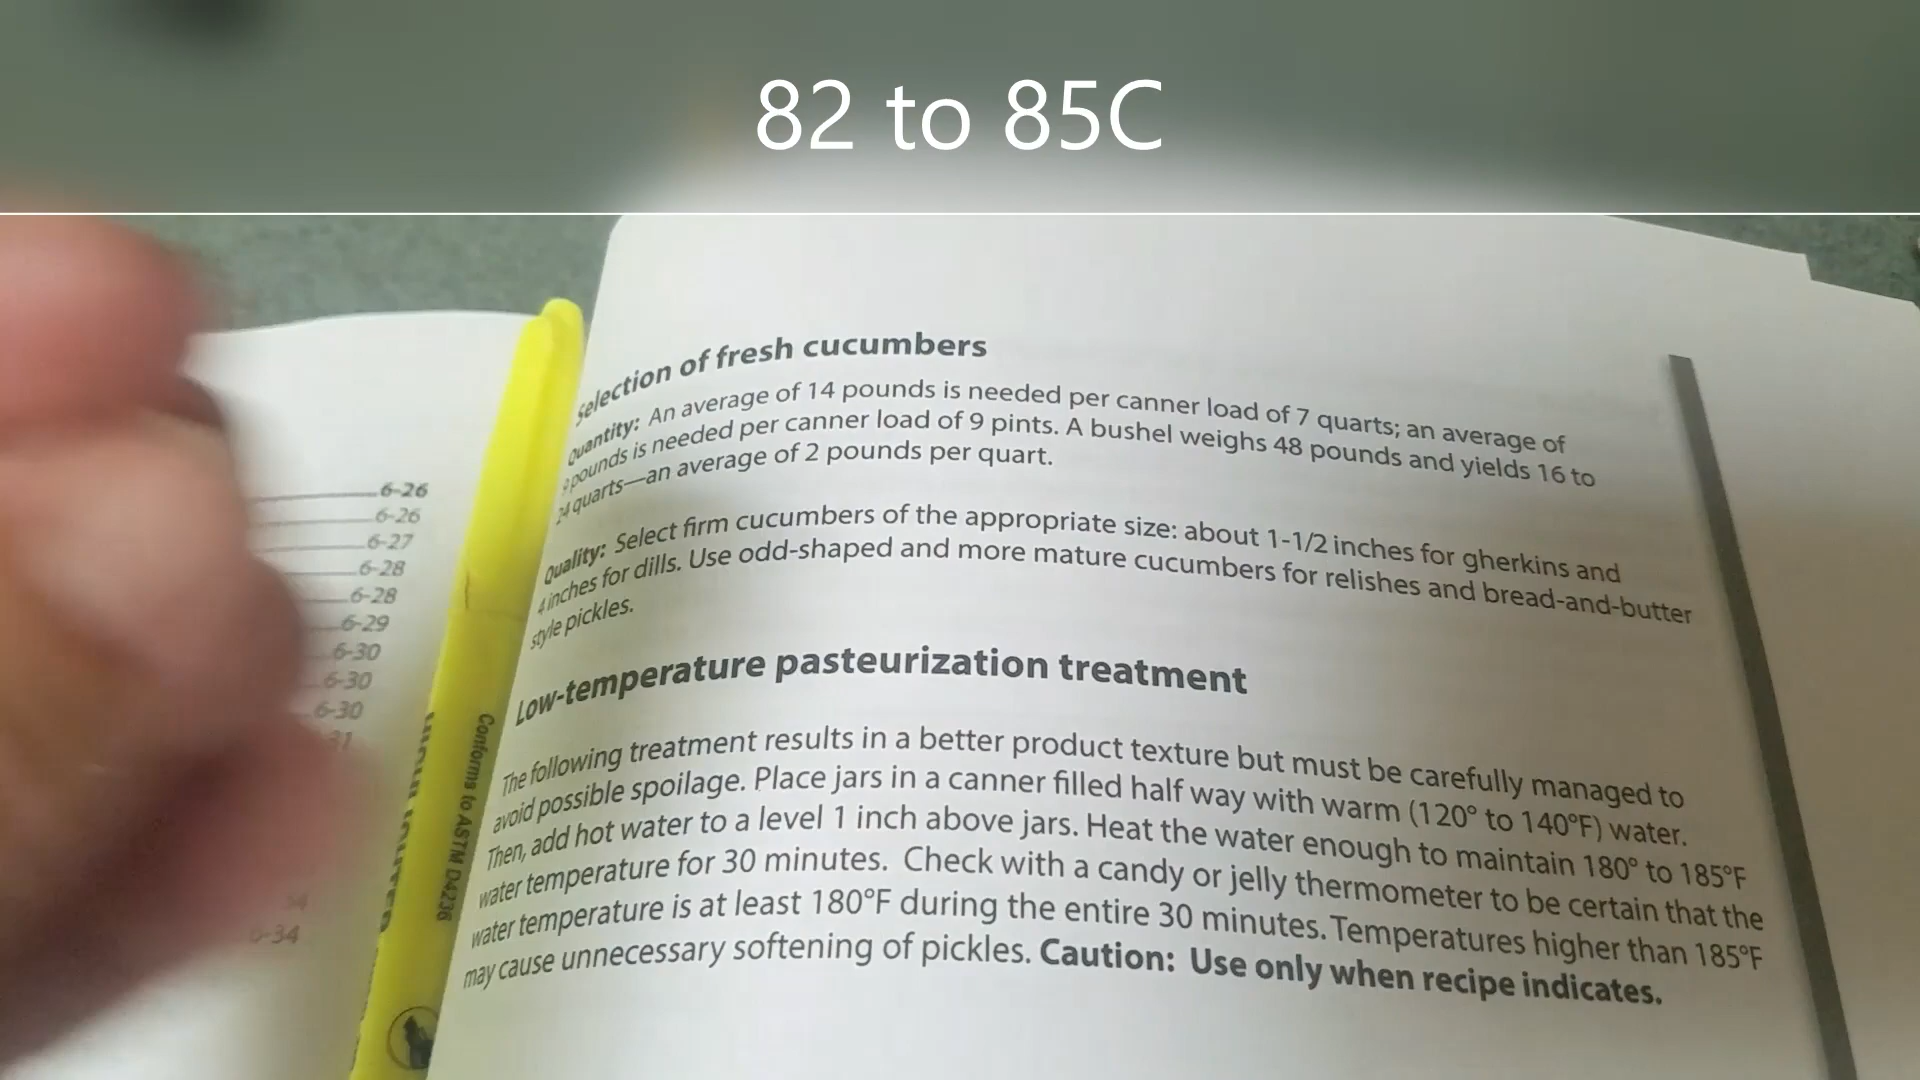 82 to 85C
6-26
6-26
6-27
6-28
6-28
6-29
6-30
6-30
6-30
31
34
6-34
Conforms to ASTM D4236
Selection of fresh cucumbers
Quantity: An average of 14 pounds is needed per canner load of 7 quarts; an average of
9 pounds is needed per canner load of 9 pints. A bushel weighs 48 pounds and yields 16 to
24 quarts—an average of 2 pounds per quart.
Quality: Select firm cucumbers of the appropriate size: about 1-1/2 inches for gherkins and
4 inches for dills. Use odd-shaped and more mature cucumbers for relishes and bread-and-butter
style pickles.
Low-temperature pasteurization treatment
The following treatment results in a better product texture but must be carefully managed to
avoid possible spoilage. Place jars in a canner filled half way with warm (120° to 140°F) water.
Then, add hot water to a level 1 inch above jars. Heat the water enough to maintain 180° to 185°F
water temperature for 30 minutes. Check with a candy or jelly thermometer to be certain that the
water temperature is at least 180°F during the entire 30 minutes. Temperatures higher than 185°F
may cause unnecessary softening of pickles. Caution: Use only when recipe indicates.